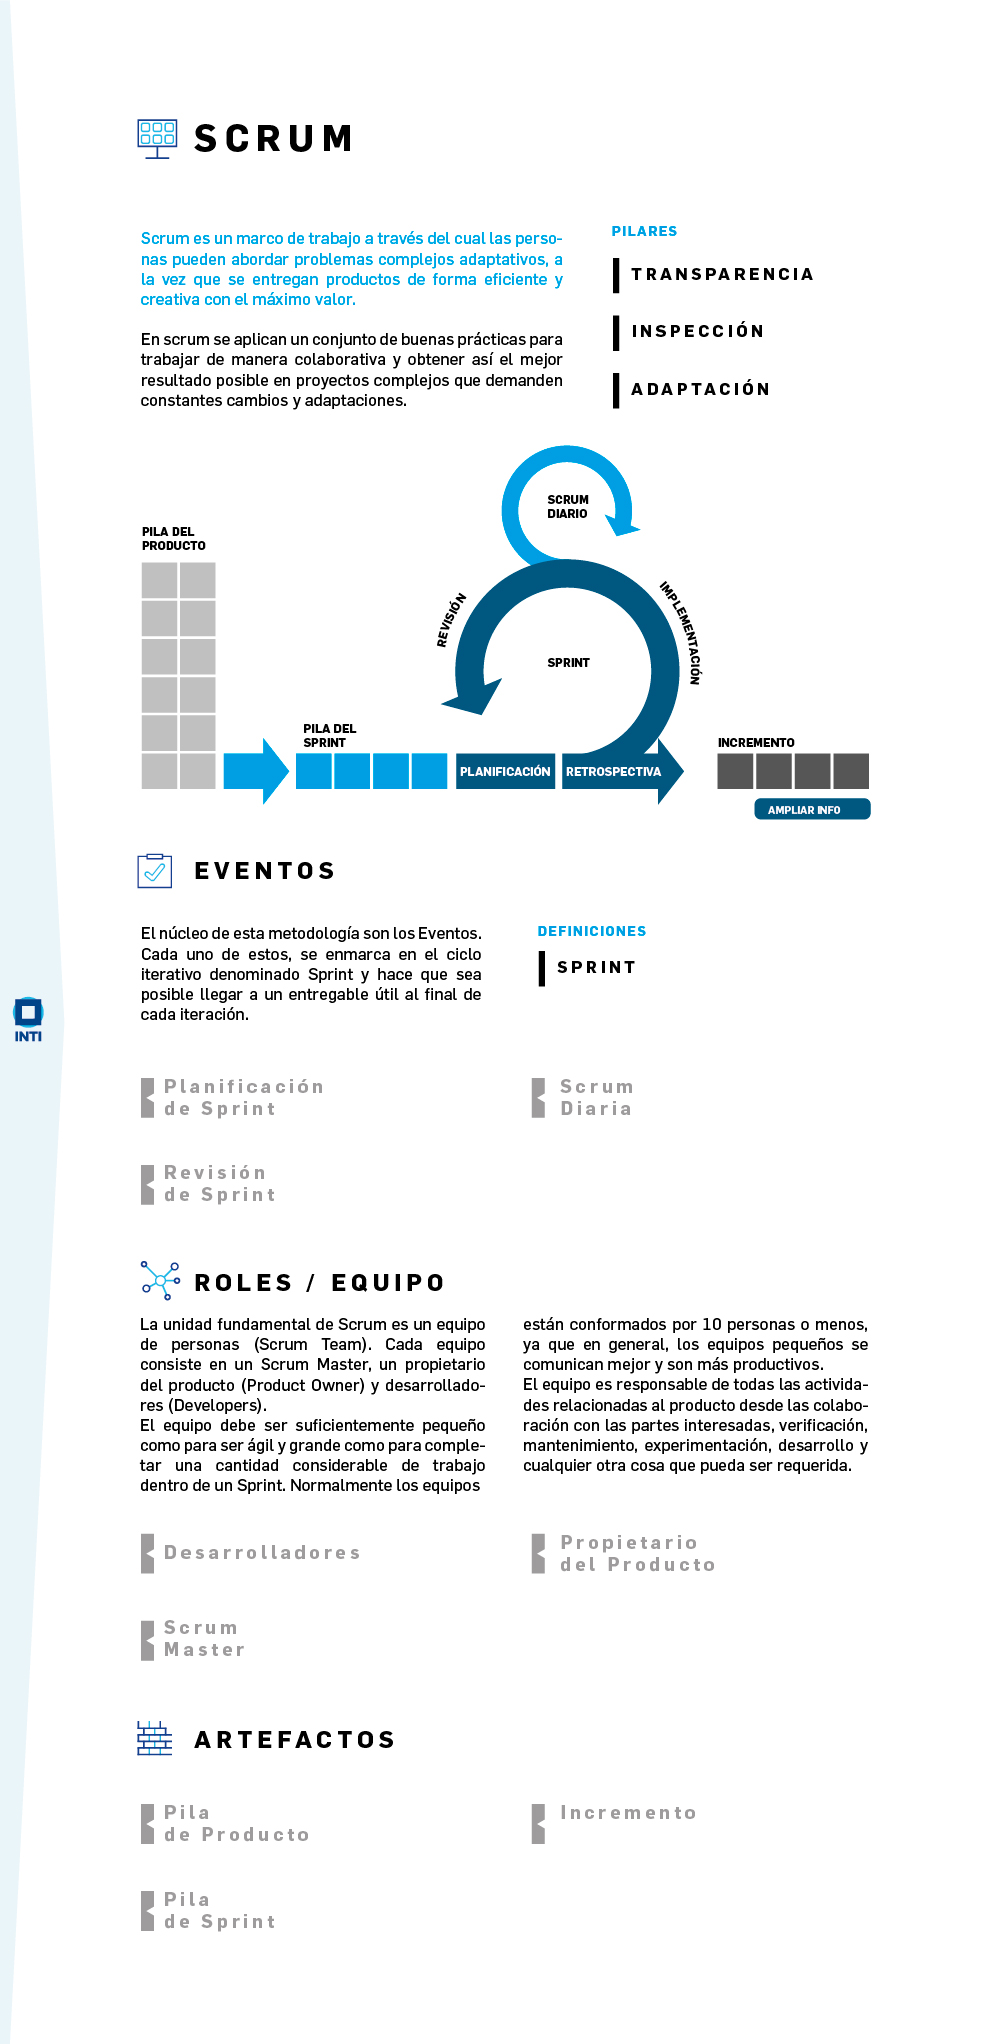 SCRUM
Scrum es un marco de trabajo a través del cual las perso-
nas pueden abordar problemas complejos adaptativos, a
la vez que se entregan productos de forma eficiente y
creativa con el máximo valor.
En scrum se aplican un conjunto de buenas prácticas para
trabajar de manera colaborativa y obtener así el mejor
resultado posible en proyectos complejos que demanden
constantes cambios y adaptaciones.
PILARES
TRANSPARENCIA
INSPECCIÓN
ADAPTACIÓN
SCRUM
DIARIO
PILA DEL
PRODUCTO
REVISIÓN
IMPLEMENTACIÓN
SPRINT
PILA DEL
SPRINT
PLANIFICACIÓN
RETROSPECTIVA
INCREMENTO
AMPLIAR INFO
EVENTOS
El núcleo de esta metodología son los Eventos.
Cada uno de estos, se enmarca en el ciclo
iterativo denominado Sprint y hace que sea
posible llegar a un entregable útil al final de
cada iteración.
DEFINICIONES
SPRINT
INTI
Planificación
de Sprint
Scrum
Diaria
Revisión
de Sprint
ROLES / EQUIPO
La unidad fundamental de Scrum es un equipo
de personas (Scrum Team). Cada equipo
consiste en un Scrum Master, un propietario
del producto (Product Owner) y desarrollado-
res (Developers).
El equipo debe ser suficientemente pequeño
como para ser ágil y grande como para comple-
tar una cantidad considerable de trabajo
dentro de un Sprint. Normalmente los equipos
están conformados por 10 personas o menos,
ya que en general, los equipos pequeños se
comunican mejor y son más productivos.
El equipo es responsable de todas las activida-
des relacionadas al producto desde las colabo-
ración con las partes interesadas, verificación,
mantenimiento, experimentación, desarrollo y
cualquier otra cosa que pueda ser requerida.
Desarrolladores
Propietario
del Producto
Scrum
Master
ARTEFACTOS
Pila
de Producto
Incremento
Pila
de Sprint